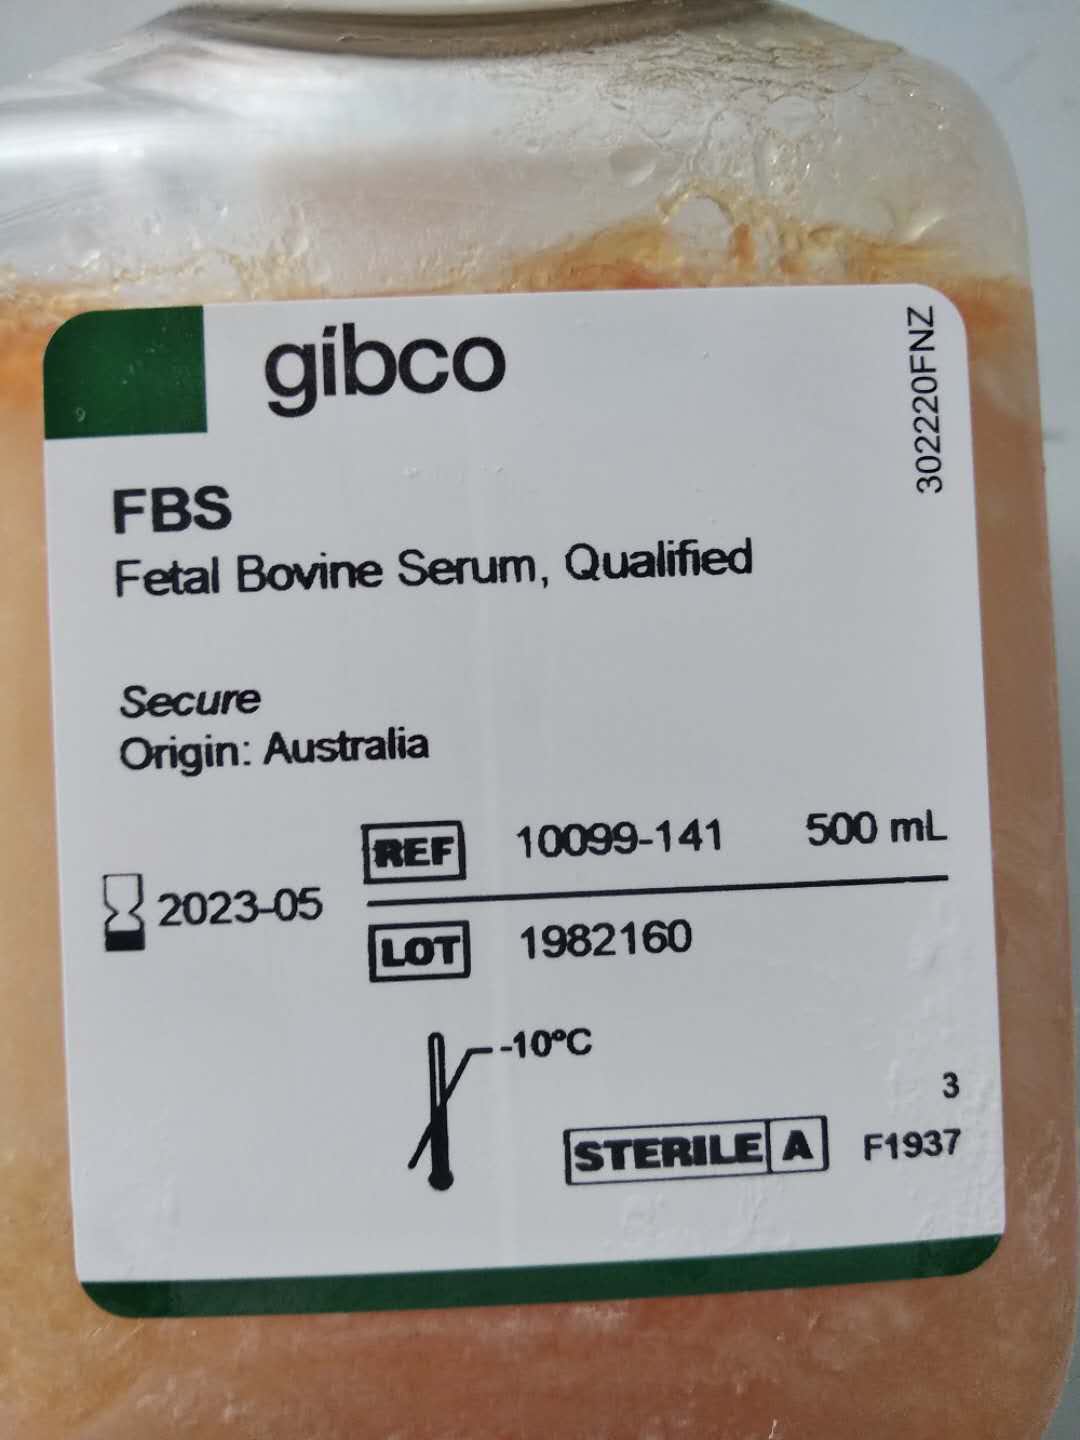 gibco
302220FNZ
FBS
Fetal Bovine Serum, Qualified
Secure
Origin: Australia
REF 10099-141 500 mL
2023-05
LOT 1982160
-10°C
3
STERILE A F1937